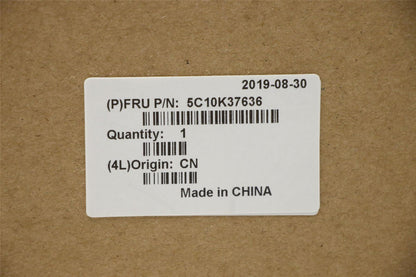 2019-08-30
(P)FRU P/N: 5C10K37636
Quantity: 1
(4L)Origin: CN
Made in CHINA